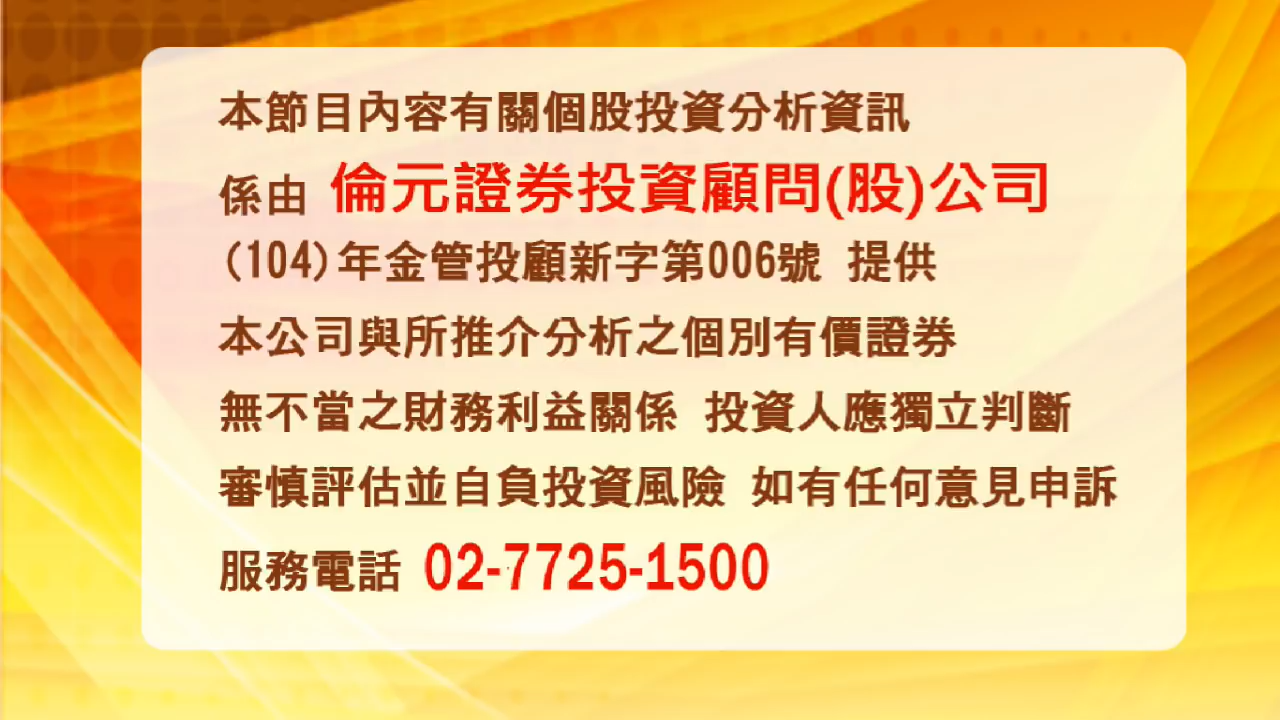 本節目內容有關個股投資分析資訊
係由 倫元證券投資顧問(股)公司
(104)年金管投顧新字第006號 提供
本公司與所推介分析之個別有價證券
無不當之財務利益關係 投資人應獨立判斷
審慎評估並自負投資風險 如有任何意見申訴
服務電話 02-7725-1500